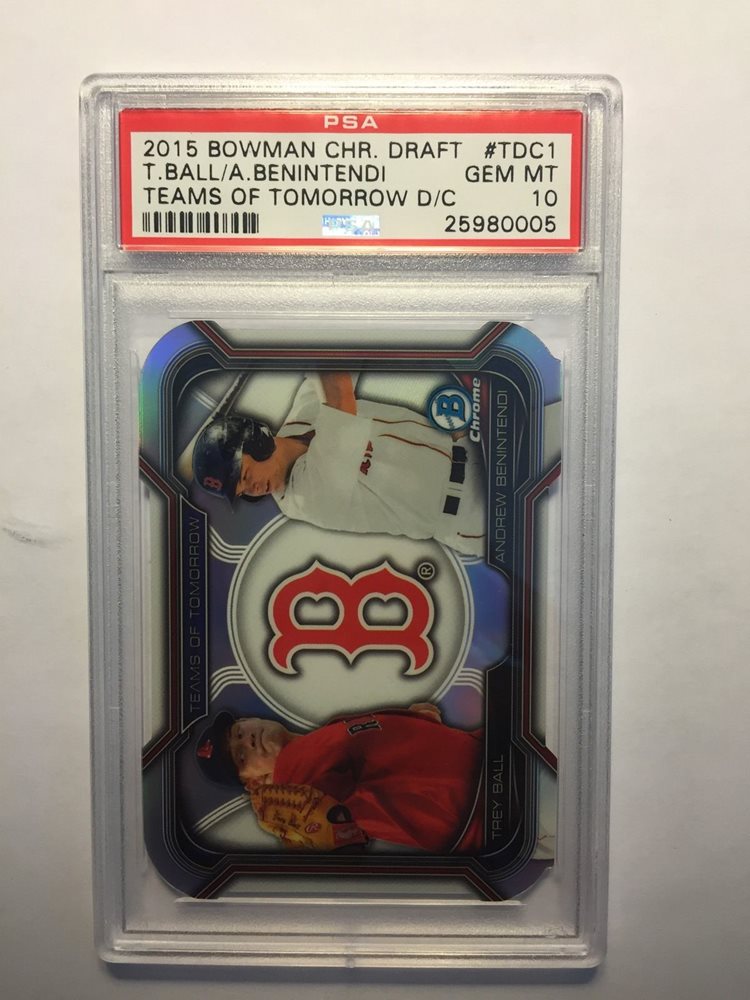 PSA
2015 BOWMAN CHR. DRAFT #TDC1
T.BALL/A.BENINTENDI GEM MT
TEAMS OF TOMORROW D/C 10
25980005
TEAMS OF TOMORROW
B
B Chrome
ANDREW BENINTENDI
B®
TREY BALL